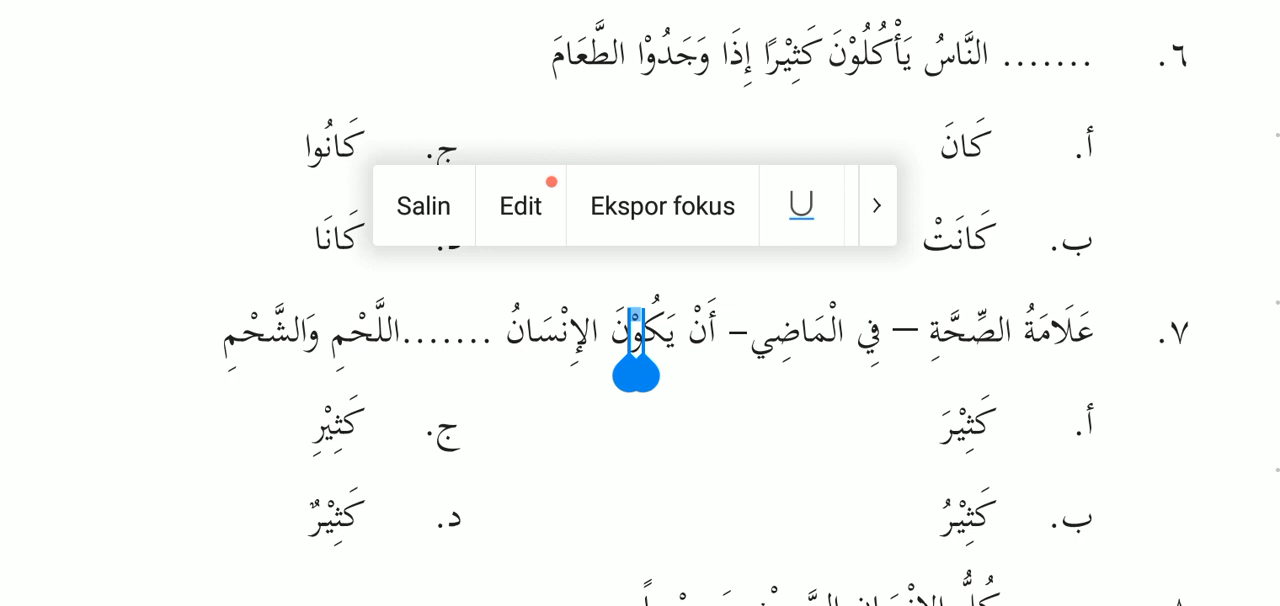 ٦. ....... النَّاسُ يَأْكُلُوْنَ كَثِيْرًا إِذَا وَجَدُوْا الطَّعَامَ
أ. كَانَ ج. كَانُوا
Salin Edit Ekspor fokus U >
ب. كَانَتْ د. كَانَا
٧. عَلَامَةُ الصِّحَّةِ – فِي الْمَاضِي– أَنْ يَكُوْنَ الإِنْسَانُ .......اللَّحْمِ وَالشَّحْمِ
أ. كَثِيْرَ ج. كَثِيْرِ
ب. كَثِيْرُ د. كَثِيْرٌ